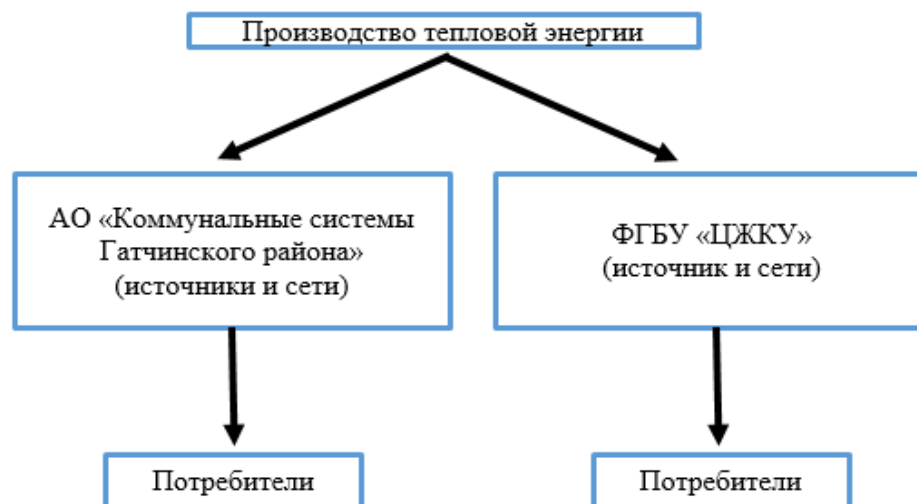 Производство тепловой энергии
АО «Коммунальные системы
Гатчинского района»
(источники и сети)
ФГБУ «ЦЖКУ»
(источник и сети)
Потребители
Потребители